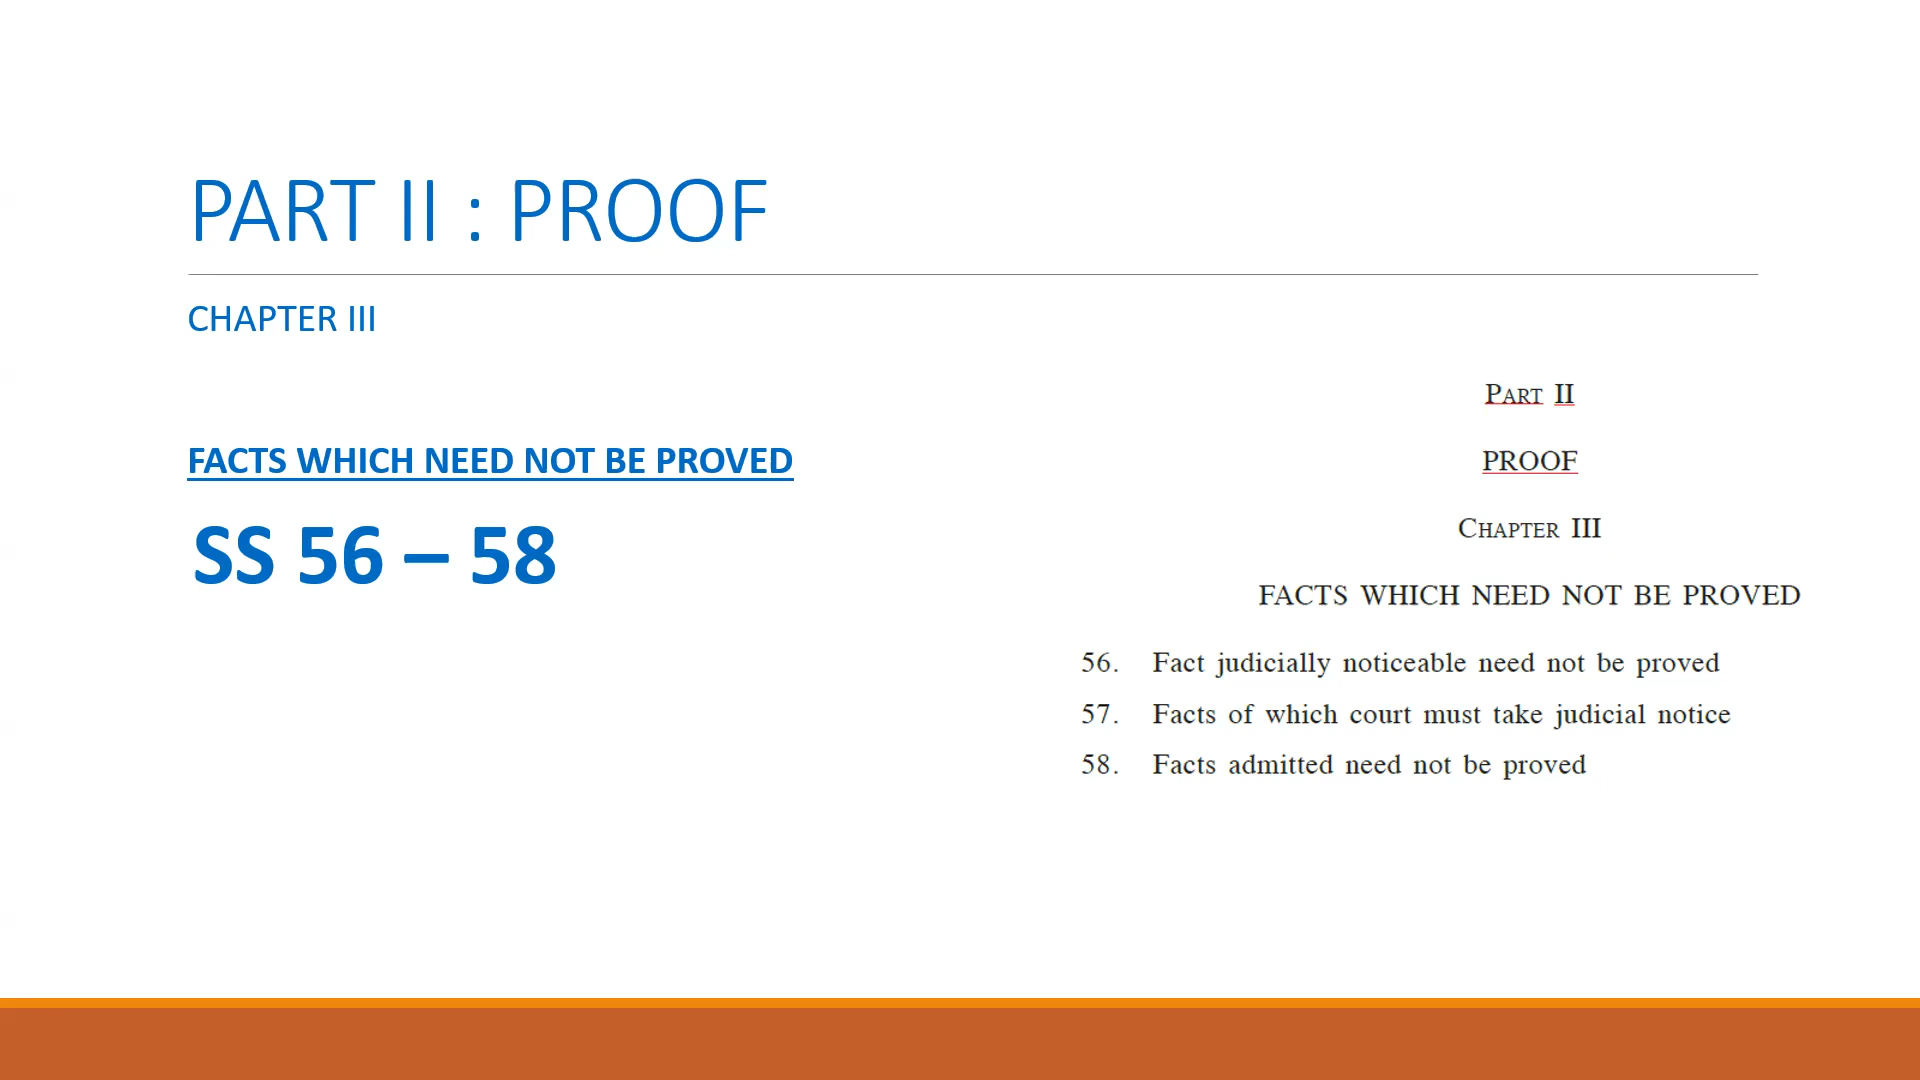 PART II : PROOF
CHAPTER III
FACTS WHICH NEED NOT BE PROVED
SS 56 – 58
PART II
PROOF
CHAPTER III
FACTS WHICH NEED NOT BE PROVED
56. Fact judicially noticeable need not be proved
57. Facts of which court must take judicial notice
58. Facts admitted need not be proved